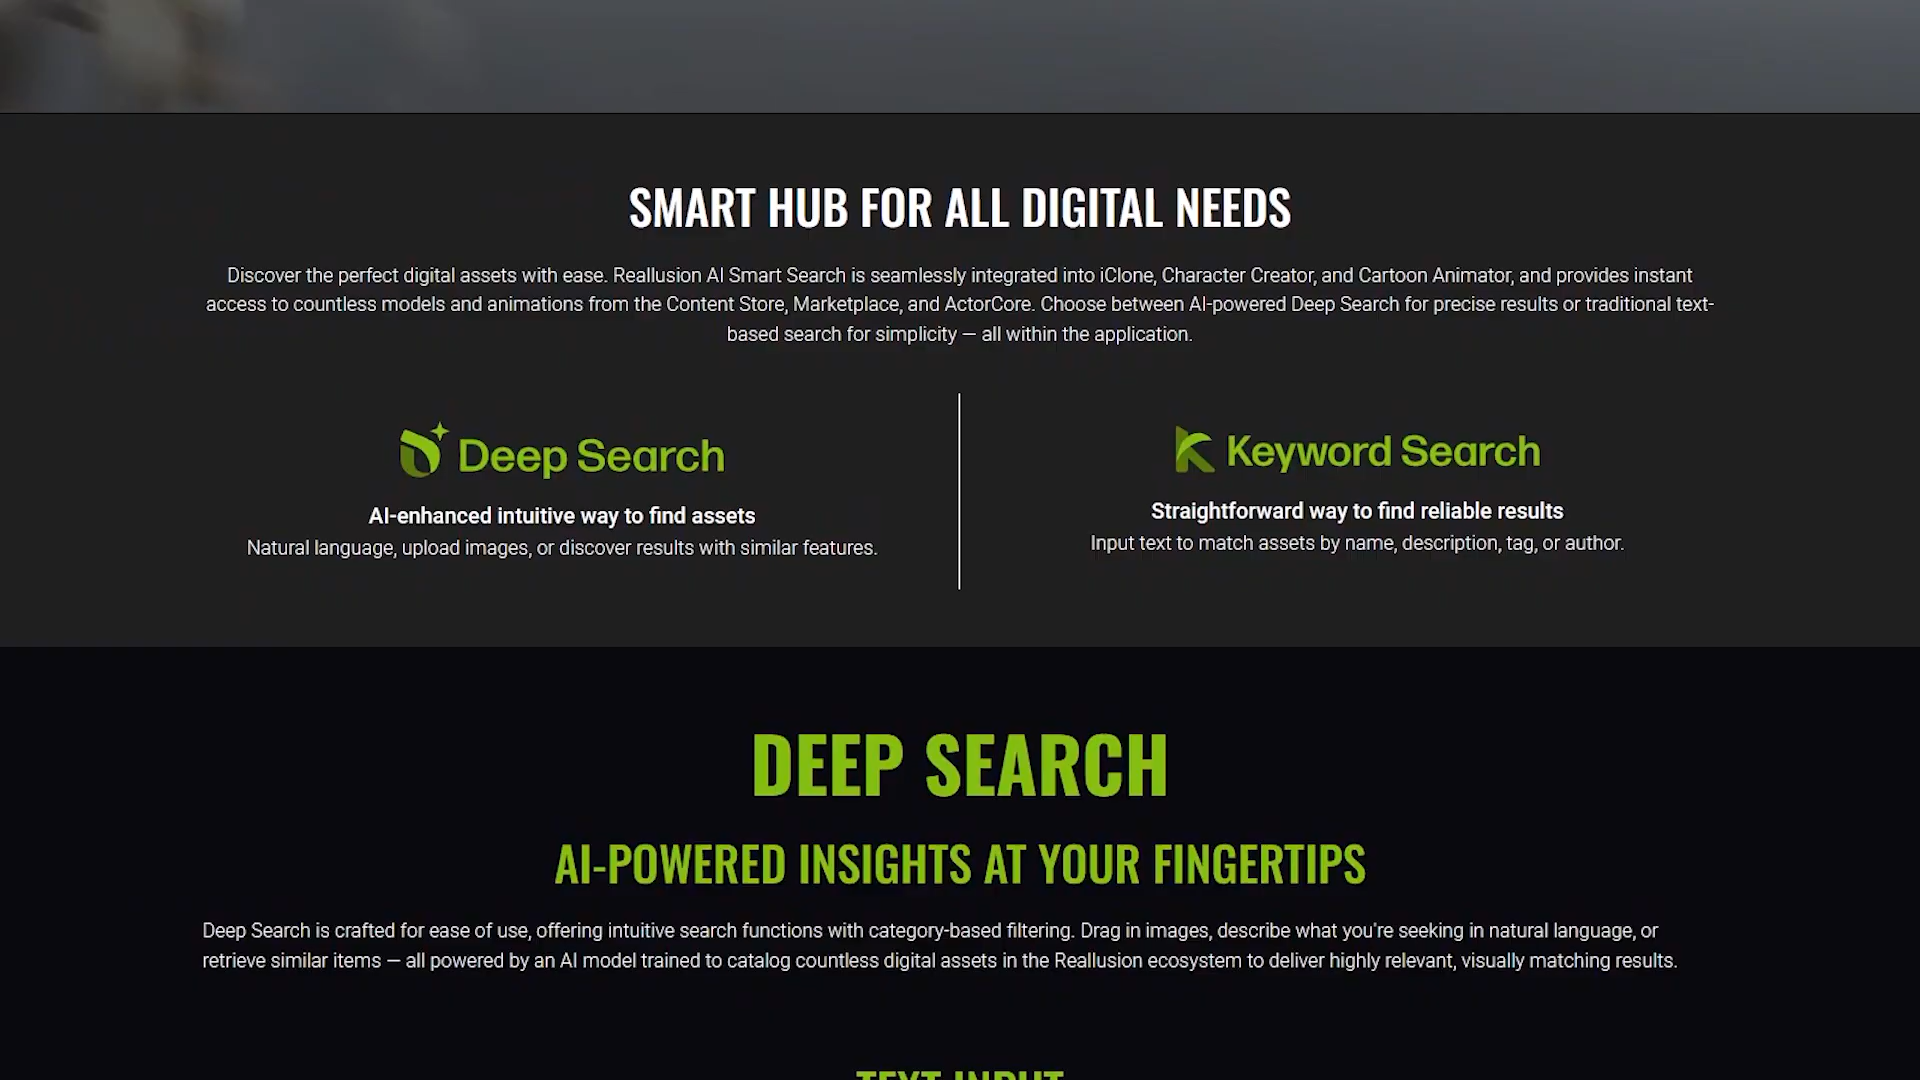 SMART HUB FOR ALL DIGITAL NEEDS
Discover the perfect digital assets with ease. Reallusion AI Smart Search is seamlessly integrated into iClone, Character Creator, and Cartoon Animator, and provides instant
access to countless models and animations from the Content Store, Marketplace, and ActorCore. Choose between AI-powered Deep Search for precise results or traditional text-
based search for simplicity — all within the application.
Deep Search
AI-enhanced intuitive way to find assets
Natural language, upload images, or discover results with similar features.
Keyword Search
Straightforward way to find reliable results
Input text to match assets by name, description, tag, or author.
DEEP SEARCH
AI-POWERED INSIGHTS AT YOUR FINGERTIPS
Deep Search is crafted for ease of use, offering intuitive search functions with category-based filtering. Drag in images, describe what you're seeking in natural language, or
retrieve similar items — all powered by an AI model trained to catalog countless digital assets in the Reallusion ecosystem to deliver highly relevant, visually matching results.
TEXT INPUT